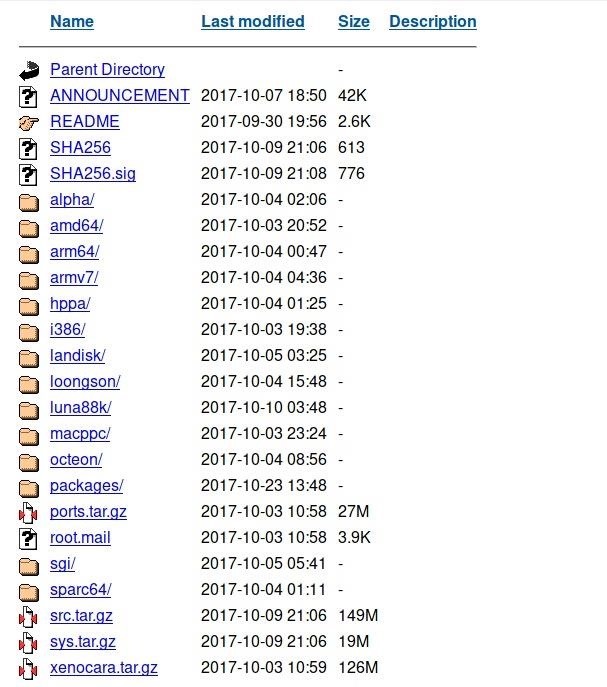 Name Last modified Size Description
Parent Directory -
ANNOUNCEMENT 2017-10-07 18:50 42K
README 2017-09-30 19:56 2.6K
SHA256 2017-10-09 21:06 613
SHA256.sig 2017-10-09 21:08 776
alpha/ 2017-10-04 02:06 -
amd64/ 2017-10-03 20:52 -
arm64/ 2017-10-04 00:47 -
armv7/ 2017-10-04 04:36 -
hppa/ 2017-10-04 01:25 -
i386/ 2017-10-03 19:38 -
landisk/ 2017-10-05 03:25 -
loongson/ 2017-10-04 15:48 -
luna88k/ 2017-10-10 03:48 -
macppc/ 2017-10-03 23:24 -
octeon/ 2017-10-04 08:56 -
packages/ 2017-10-23 13:48 -
ports.tar.gz 2017-10-03 10:58 27M
root.mail 2017-10-03 10:58 3.9K
sgi/ 2017-10-05 05:41 -
sparc64/ 2017-10-04 01:11 -
src.tar.gz 2017-10-09 21:06 149M
sys.tar.gz 2017-10-09 21:06 19M
xenocara.tar.gz 2017-10-03 10:59 126M